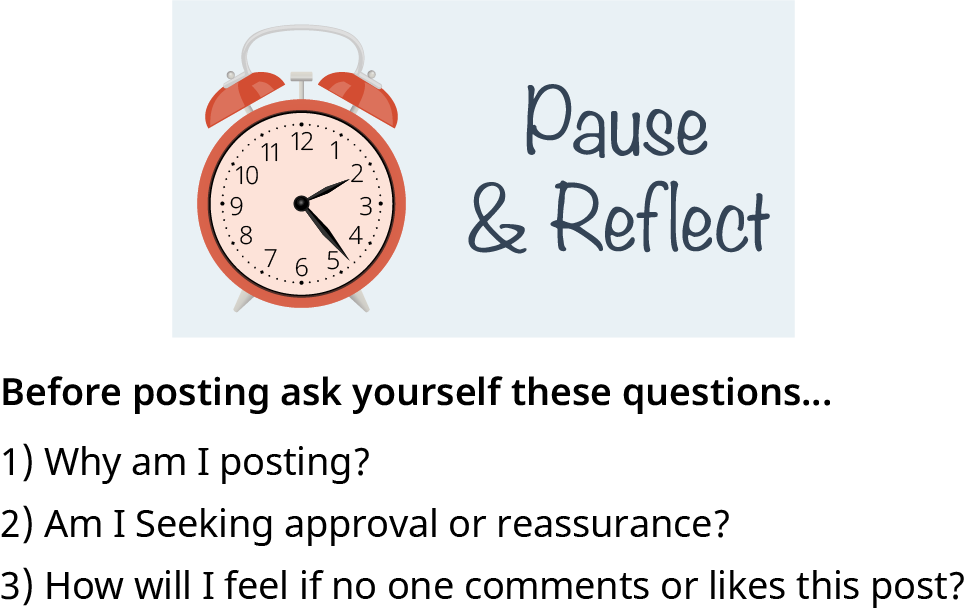 12
11 1
10 2
9 3
8 4
7 5
6
Pause
& Reflect
Before posting ask yourself these questions...
1) Why am I posting?
2) Am I Seeking approval or reassurance?
3) How will I feel if no one comments or likes this post?